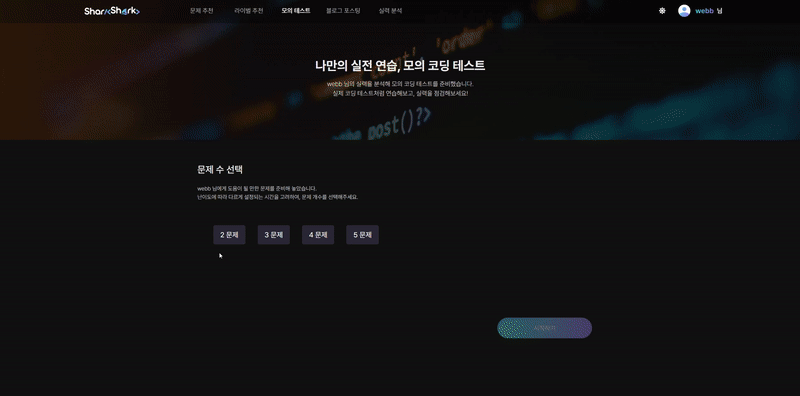 Shar/<Sh4rk/>
문제 추천
라이벌 추천
모의 테스트
블로그 포스팅
실력 분석
webb 님
count'
'order'
the_post()?>
나만의 실전 연습, 모의 코딩 테스트
webb 님의 실력을 분석해 모의 코딩 테스트를 준비했습니다.
실제 코딩 테스트처럼 연습해보고, 실력을 점검해보세요!
문제 수 선택
webb 님에게 도움이 될 만한 문제를 준비해 놓았습니다.
난이도에 따라 다르게 설정되는 시간을 고려하여, 문제 개수를 선택해주세요.
2 문제
3 문제
4 문제
5 문제
시작하기